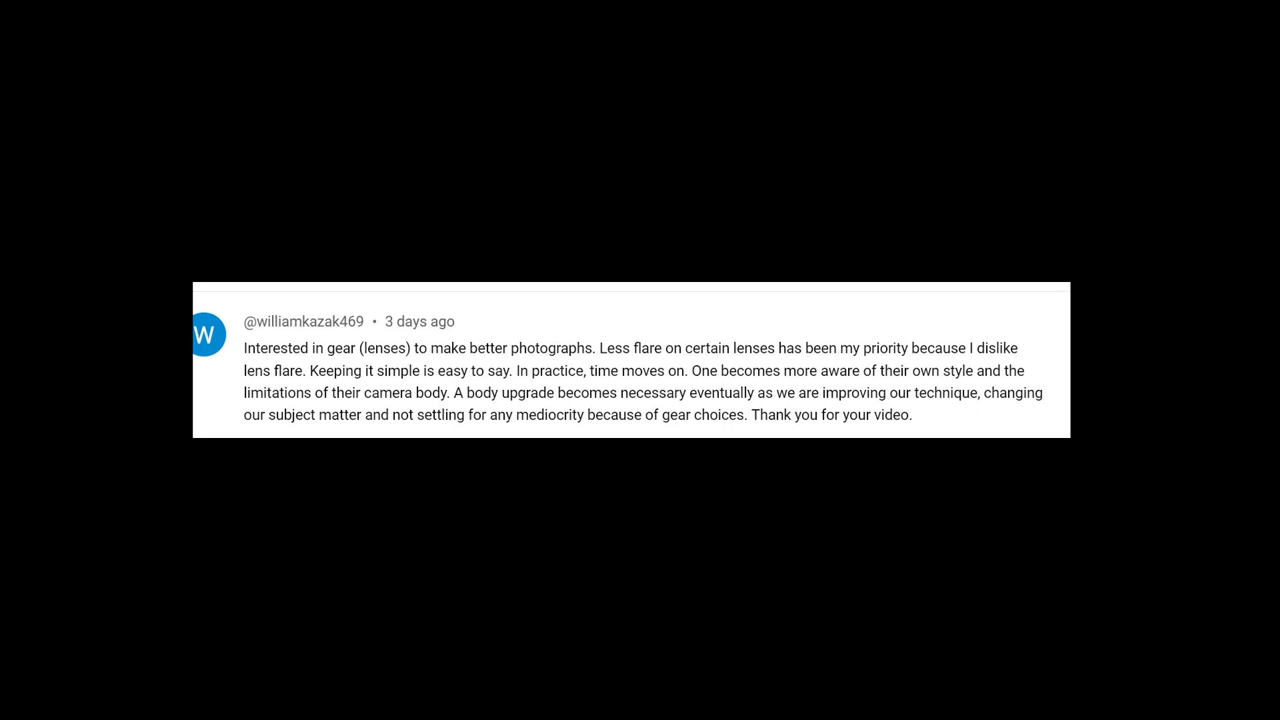 W
@williamkazak469 • 3 days ago
Interested in gear (lenses) to make better photographs. Less flare on certain lenses has been my priority because I dislike
lens flare. Keeping it simple is easy to say. In practice, time moves on. One becomes more aware of their own style and the
limitations of their camera body. A body upgrade becomes necessary eventually as we are improving our technique, changing
our subject matter and not settling for any mediocrity because of gear choices. Thank you for your video.